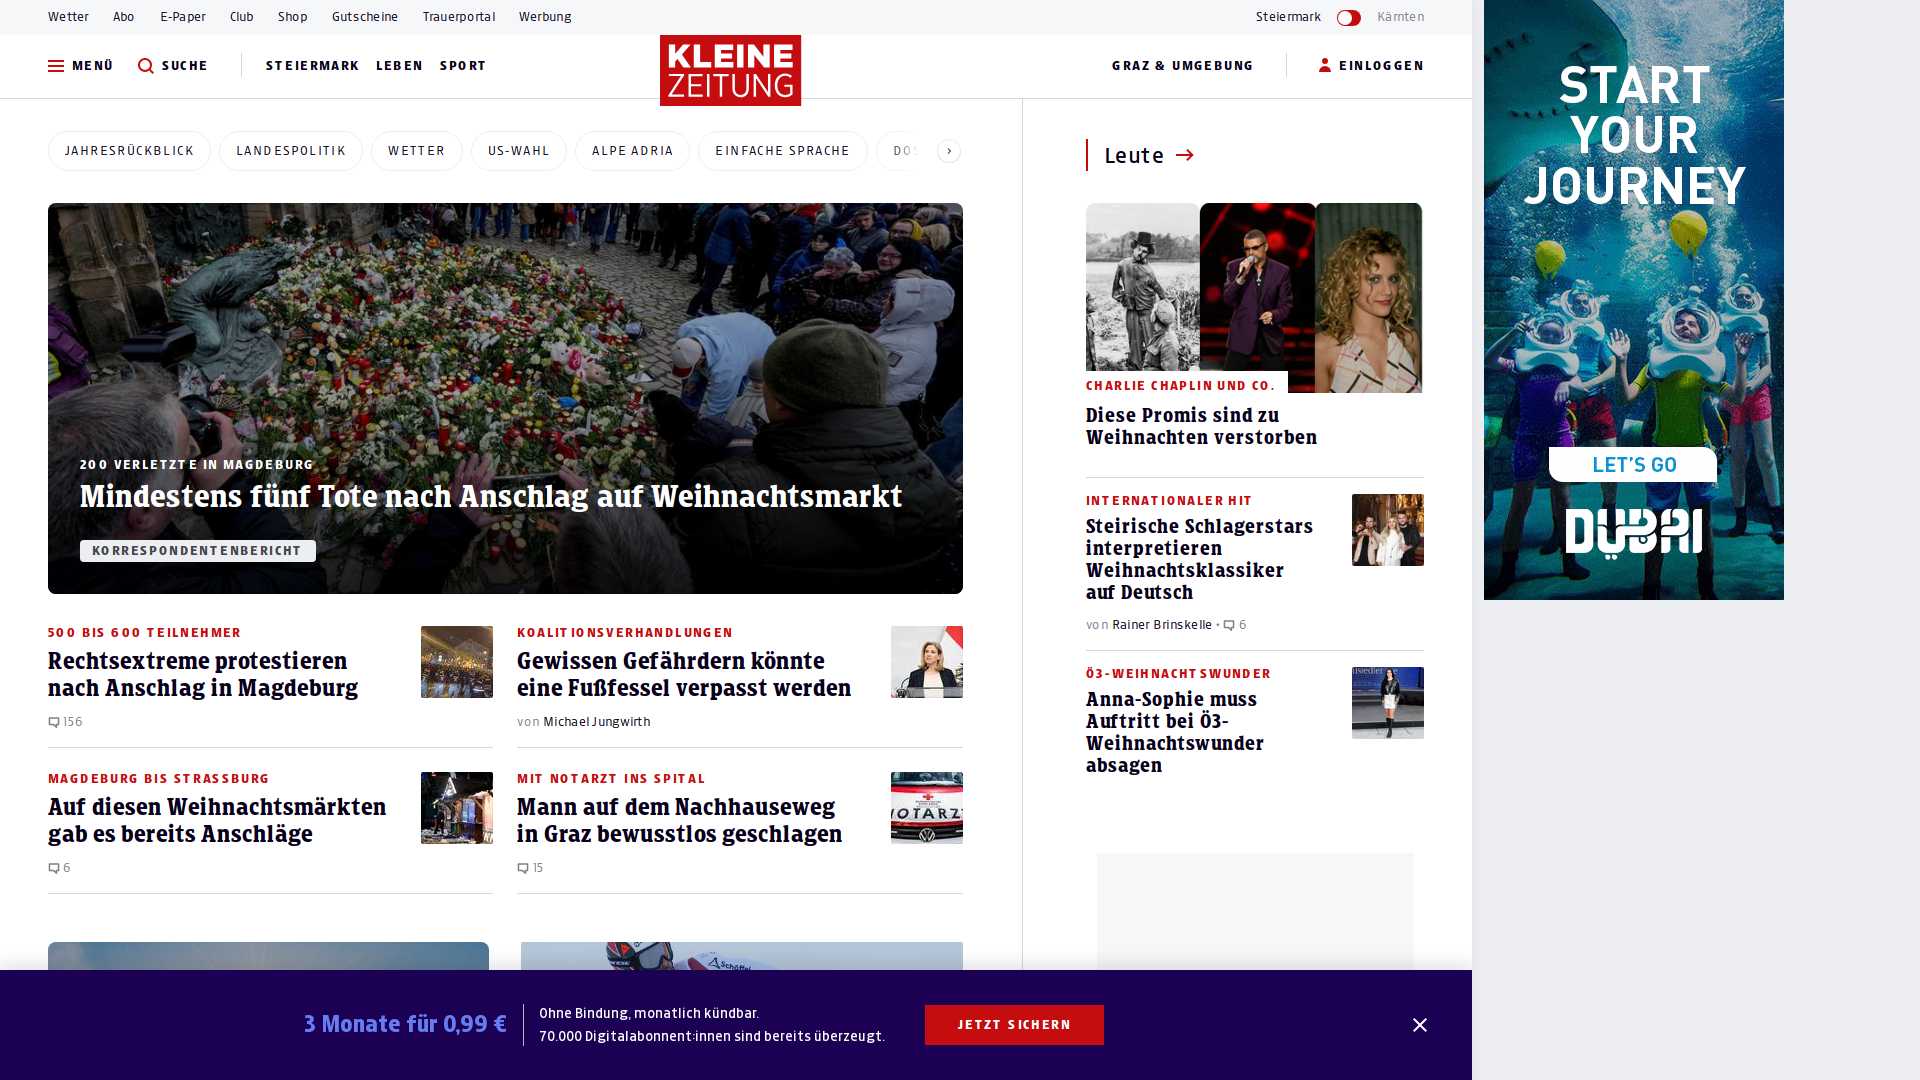 Wetter
Abo
E-Paper
Club
Shop
Gutscheine
Trauerportal
Werbung
Steiermark
Kärnten
MENÜ
SUCHE
STEIERMARK
LEBEN
SPORT
KLEINE
ZEITUNG
GRAZ & UMGEBUNG
EINLOGGEN
JAHRESRÜCKBLICK
LANDESPOLITIK
WETTER
US-WAHL
ALPE ADRIA
EINFACHE SPRACHE
200 VERLETZTE IN MAGDEBURG
Mindestens fünf Tote nach Anschlag auf Weihnachtsmarkt
KORRESPONDENTENBERICHT
500 BIS 600 TEILNEHMER
Rechtsextreme protestieren
nach Anschlag in Magdeburg
156
KOALITIONSVERHANDLUNGEN
Gewissen Gefährdern könnte
eine Fußfessel verpasst werden
von Michael Jungwirth
MAGDEBURG BIS STRASSBURG
Auf diesen Weihnachtsmärkten
gab es bereits Anschläge
6
MIT NOTARZT INS SPITAL
Mann auf dem Nachhauseweg
in Graz bewusstlos geschlagen
15
NOTARZT
Schöffel
Leute
CHARLIE CHAPLIN UND CO.
Diese Promis sind zu
Weihnachten verstorben
INTERNATIONALER HIT
Steirische Schlagerstars
interpretieren
Weihnachtsklassiker
auf Deutsch
von Rainer Brinskelle • 6
Ö3-WEIHNACHTSWUNDER
Anna-Sophie muss
Auftritt bei Ö3-
Weihnachtswunder
absagen
START
YOUR
JOURNEY
LET'S GO
DUBAI
3 Monate für 0,99 €
Ohne Bindung, monatlich kündbar.
70.000 Digitalabonnent:innen sind bereits überzeugt.
JETZT SICHERN